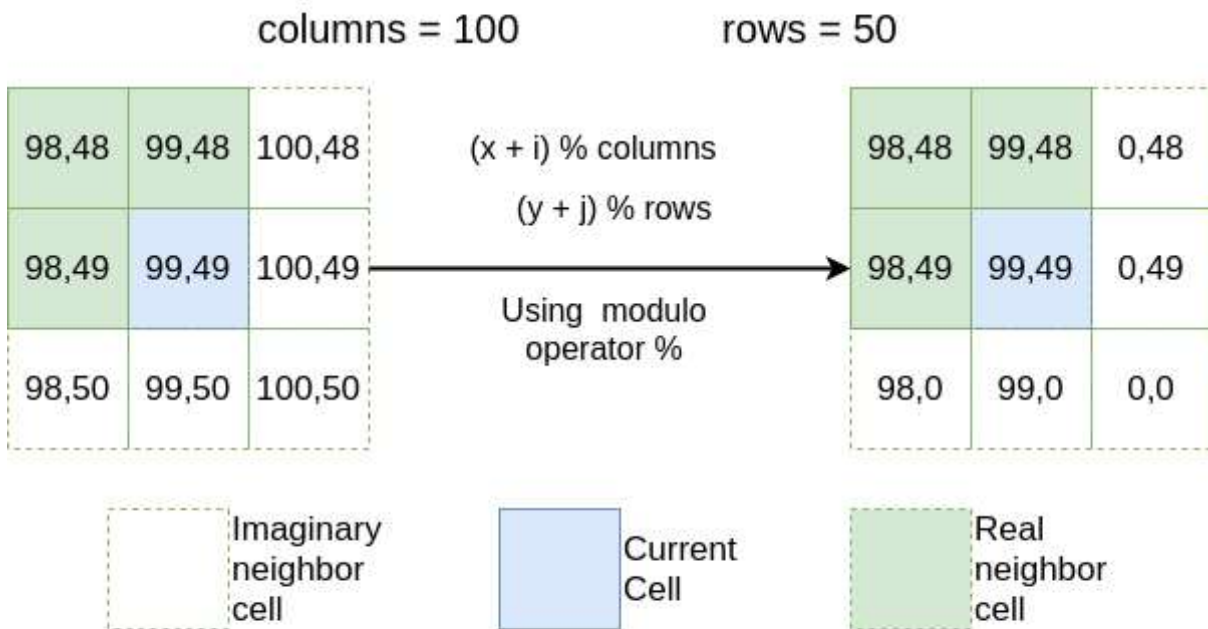 columns = 100 rows = 50
98,48 99,48 100,48 (x + i) % columns 98,48 99,48 0,48
(y + j) % rows
98,49 99,49 100,49 98,49 99,49 0,49
Using modulo
operator %
98,50 99,50 100,50 98,0 99,0 0,0
Imaginary
neighbor
cell
Current
Cell
Real
neighbor
cell